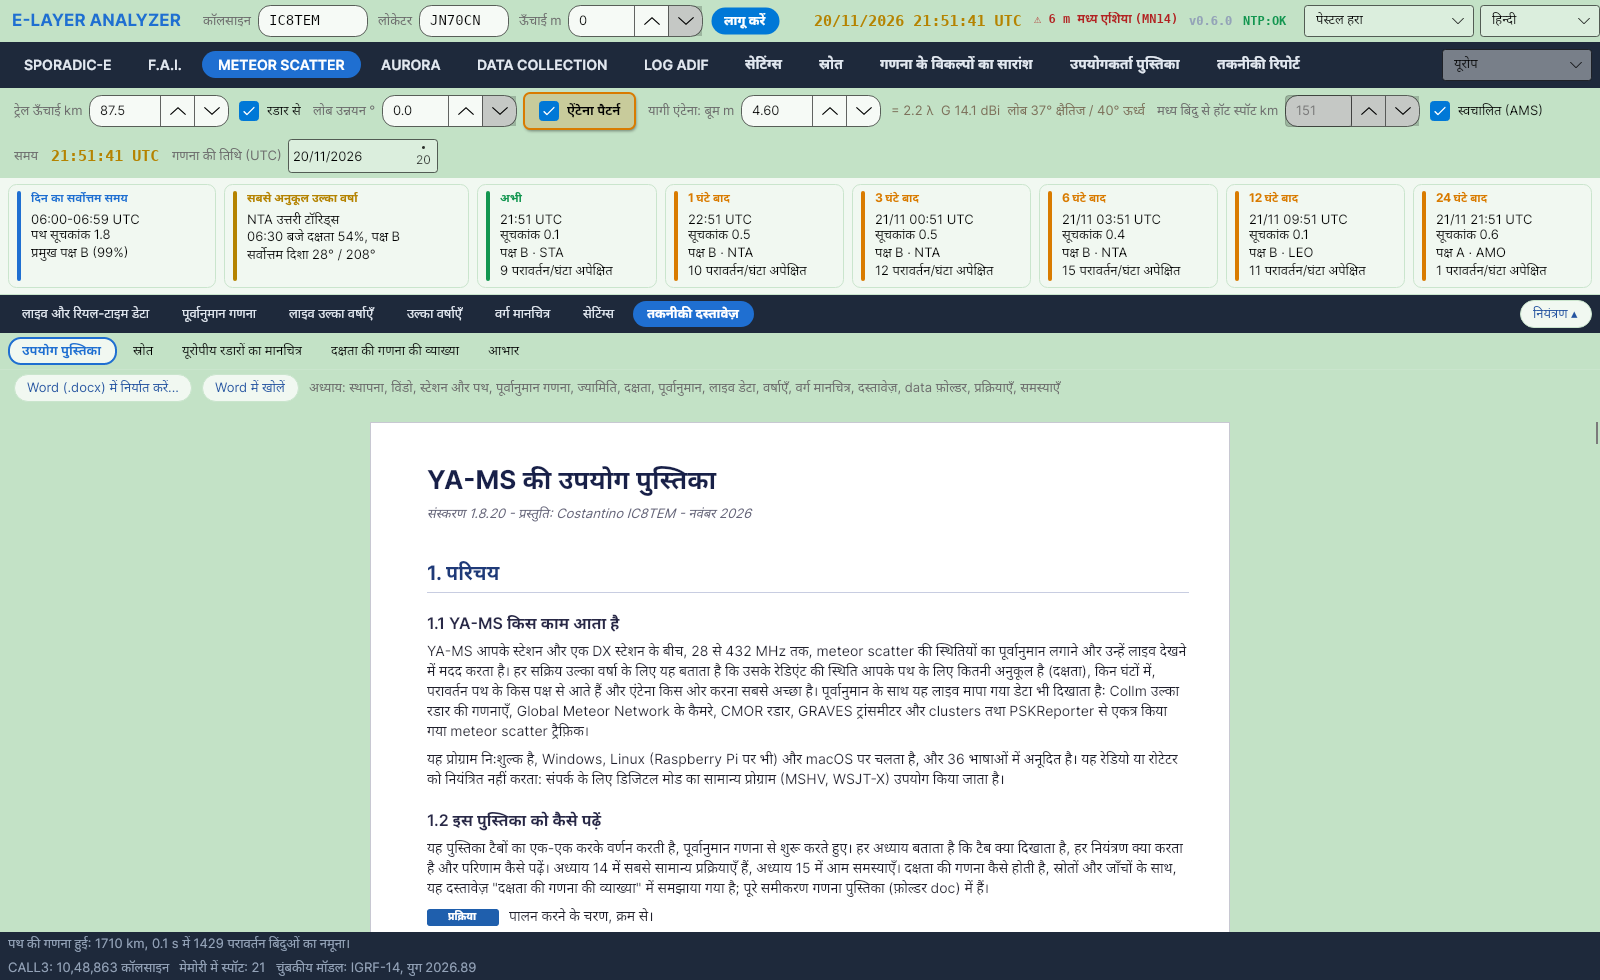 E-LAYER ANALYZER कॉलसाइन IC8TEM लोकेटर JN70CN ऊँचाई m 0 लागू करें 20/11/2026 21:51:41 UTC ⚠ 6 m मध्य एशिया (MN14) v0.6.0 NTP:OK पेस्टल हरा हिन्दी
SPORADIC-E F.A.I. METEOR SCATTER AURORA DATA COLLECTION LOG ADIF सेटिंग्स स्रोत गणना के विकल्पों का सारांश उपयोगकर्ता पुस्तिका तकनीकी रिपोर्ट यूरोप
ट्रेल ऊँचाई km 87.5 रडार से लोब उन्नयन ° 0.0 ऐंटेना पैटर्न यागी एंटेना: बूम m 4.60 = 2.2 λ G 14.1 dBi लोब 37° क्षैतिज / 40° ऊर्ध्व मध्य बिंदु से हॉट स्पॉट km 151 स्वचालित (AMS)
समय 21:51:41 UTC गणना की तिथि (UTC) 20/11/2026 20
दिन का सर्वोत्तम समय
06:00-06:59 UTC
पथ सूचकांक 1.8
प्रमुख पक्ष B (99%)
सबसे अनुकूल उल्का वर्षा
NTA उत्तरी टॉरिड्स
06:30 बजे दक्षता 54%, पक्ष B
सर्वोत्तम दिशा 28° / 208°
अभी
21:51 UTC
सूचकांक 0.1
पक्ष B · STA
9 परावर्तन/घंटा अपेक्षित
1 घंटे बाद
22:51 UTC
सूचकांक 0.5
पक्ष B · NTA
10 परावर्तन/घंटा अपेक्षित
3 घंटे बाद
21/11 00:51 UTC
सूचकांक 0.5
पक्ष B · NTA
12 परावर्तन/घंटा अपेक्षित
6 घंटे बाद
21/11 03:51 UTC
सूचकांक 0.4
पक्ष B · NTA
15 परावर्तन/घंटा अपेक्षित
12 घंटे बाद
21/11 09:51 UTC
सूचकांक 0.1
पक्ष B · LEO
11 परावर्तन/घंटा अपेक्षित
24 घंटे बाद
21/11 21:51 UTC
सूचकांक 0.6
पक्ष A · AMO
1 परावर्तन/घंटा अपेक्षित
लाइव और रियल-टाइम डेटा पूर्वानुमान गणना लाइव उल्का वर्षाएँ उल्का वर्षाएँ वर्ग मानचित्र सेटिंग्स तकनीकी दस्तावेज़ नियंत्रण ▴
उपयोग पुस्तिका स्रोत यूरोपीय रडारों का मानचित्र दक्षता की गणना की व्याख्या आभार
Word (.docx) में निर्यात करें... Word में खोलें अध्याय: स्थापना, विंडो, स्टेशन और पथ, पूर्वानुमान गणना, ज्यामिति, दक्षता, पूर्वानुमान, लाइव डेटा, वर्षाएँ, वर्ग मानचित्र, दस्तावेज़, data फ़ोल्डर, प्रक्रियाएँ, समस्याएँ
YA-MS की उपयोग पुस्तिका
संस्करण 1.8.20 - प्रस्तुति: Costantino IC8TEM - नवंबर 2026
1. परिचय
1.1 YA-MS किस काम आता है
YA-MS आपके स्टेशन और एक DX स्टेशन के बीच, 28 से 432 MHz तक, meteor scatter की स्थितियों का पूर्वानुमान लगाने और उन्हें लाइव देखने
में मदद करता है। हर सक्रिय उल्का वर्षा के लिए यह बताता है कि उसके रेडिएंट की स्थिति आपके पथ के लिए कितनी अनुकूल है (दक्षता), किन घंटों में,
परावर्तन पथ के किस पक्ष से आते हैं और एंटेना किस ओर करना सबसे अच्छा है। पूर्वानुमान के साथ यह लाइव मापा गया डेटा भी दिखाता है: Collm उल्का
रडार की गणनाएँ, Global Meteor Network के कैमरे, CMOR रडार, GRAVES ट्रांसमीटर और clusters तथा PSKReporter से एकत्र किया
गया meteor scatter ट्रैफ़िक।
यह प्रोग्राम निःशुल्क है, Windows, Linux (Raspberry Pi पर भी) और macOS पर चलता है, और 36 भाषाओं में अनूदित है। यह रेडियो या रोटेटर
को नियंत्रित नहीं करता: संपर्क के लिए डिजिटल मोड का सामान्य प्रोग्राम (MSHV, WSJT-X) उपयोग किया जाता है।
1.2 इस पुस्तिका को कैसे पढ़ें
यह पुस्तिका टैबों का एक-एक करके वर्णन करती है, पूर्वानुमान गणना से शुरू करते हुए। हर अध्याय बताता है कि टैब क्या दिखाता है, हर नियंत्रण क्या करता
है और परिणाम कैसे पढ़ें। अध्याय 14 में सबसे सामान्य प्रक्रियाएँ हैं, अध्याय 15 में आम समस्याएँ। दक्षता की गणना कैसे होती है, स्रोतों और जाँचों के साथ,
यह दस्तावेज़ "दक्षता की गणना की व्याख्या" में समझाया गया है; पूरे समीकरण गणना पुस्तिका (फ़ोल्डर doc) में हैं।
प्रक्रिया पालन करने के चरण, क्रम से।
पथ की गणना हुई: 1710 km, 0.1 s में 1429 परावर्तन बिंदुओं का नमूना।
CALL3: 10,48,863 कॉलसाइन मेमोरी में स्पॉट: 21 चुंबकीय मॉडल: IGRF-14, युग 2026.89